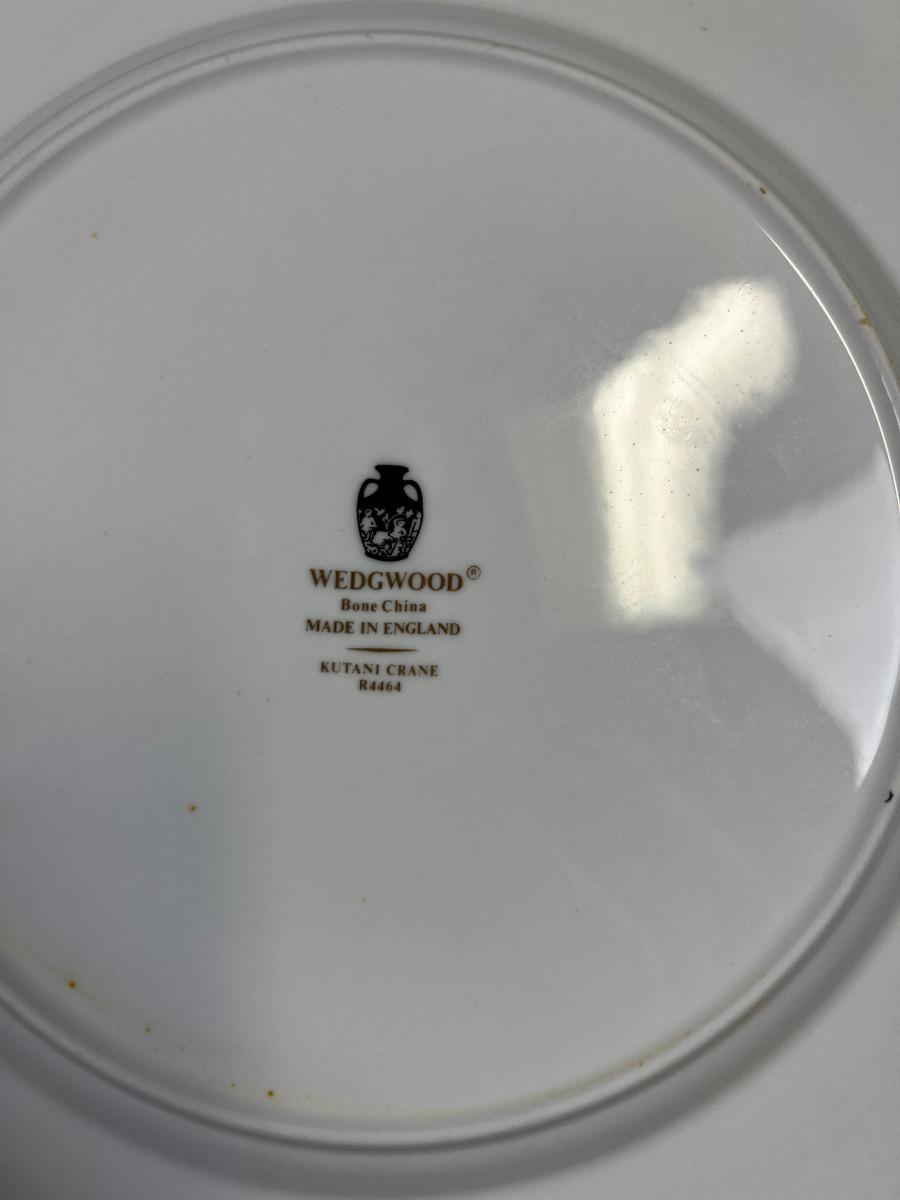 WEDGWOOD®
Bone China
MADE IN ENGLAND
KUTANI CRANE
R4464